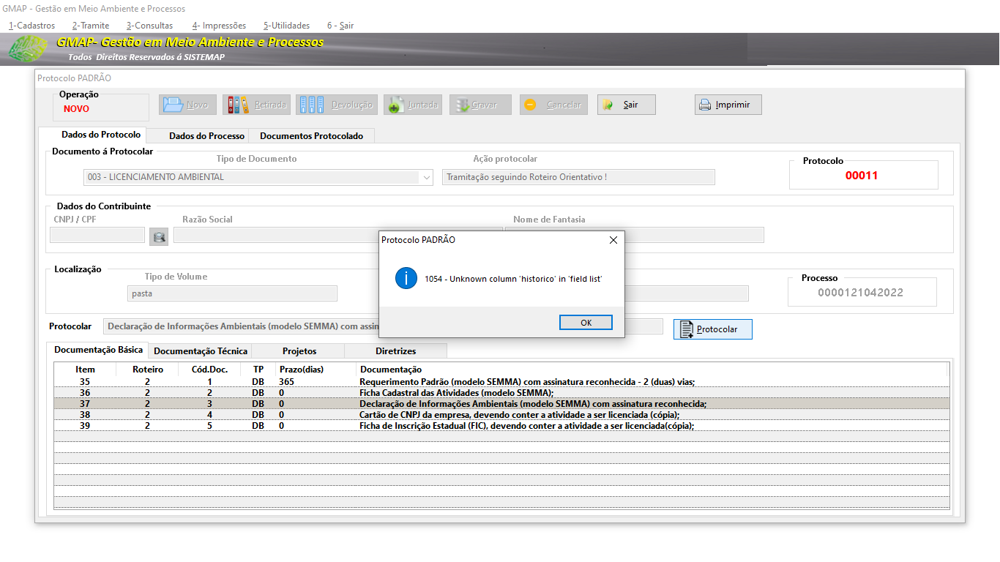 GMAP - Gestão em Meio Ambiente e Processos
1-Cadastros 2-Tramite 3-Consultas 4- Impressões 5-Utilidades 6 - Sair
GMAP- Gestão em Meio Ambiente e Processos
Todos Direitos Reservados á SISTEMAP
Protocolo PADRÃO
Operação
NOVO
Novo Retirada Devolução Juntada Gravar Cancelar Sair Imprimir
Dados do Protocolo Dados do Processo Documentos Protocolado
Documento á Protocolar
Tipo de Documento Ação protocolar Protocolo
003 - LICENCIAMENTO AMBIENTAL Tramitação seguindo Roteiro Orientativo ! 00011
Dados do Contribuinte
CNPJ / CPF Razão Social Nome de Fantasia
Protocolo PADRÃO
1054 - Unknown column 'historico' in 'field list'
OK
Localização
Tipo de Volume Processo
pasta 0000121042022
Protocolar Declaração de Informações Ambientais (modelo SEMMA) com assin Protocolar
Documentação Básica Documentação Técnica Projetos Diretrizes
Item Roteiro Cód.Doc. TP Prazo(dias) Documentação
35 2 1 DB 365 Requerimento Padrão (modelo SEMMA) com assinatura reconhecida - 2 (duas) vias;
36 2 2 DB 0 Ficha Cadastral das Atividades (modelo SEMMA);
37 2 3 DB 0 Declaração de Informações Ambientais (modelo SEMMA) com assinatura reconhecida;
38 2 4 DB 0 Cartão de CNPJ da empresa, devendo conter a atividade a ser licenciada (cópia);
39 2 5 DB 0 Ficha de Inscrição Estadual (FIC), devendo conter a atividade a ser licenciada(cópia);